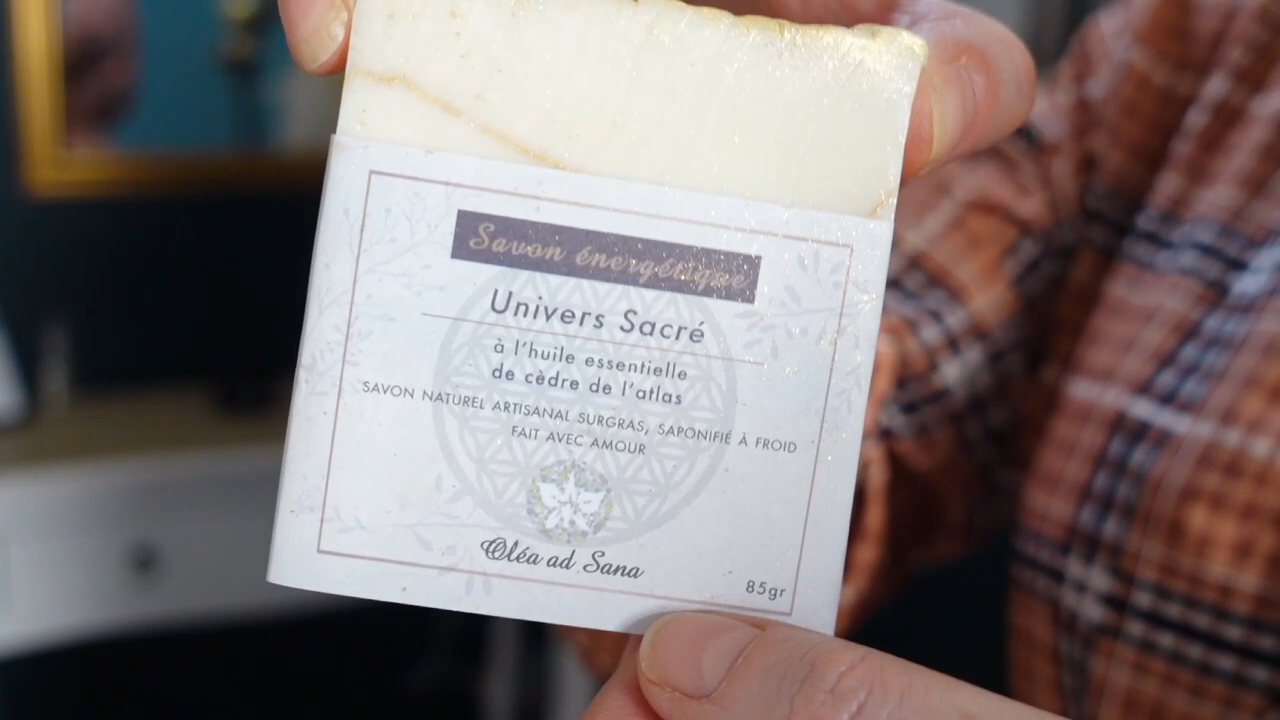 Savon énergétique
Univers Sacré
à l'huile essentielle
de cèdre de l'atlas
SAVON NATUREL ARTISANAL SURGRAS, SAPONIFIÉ À FROID
FAIT AVEC AMOUR
Oléa ad Sana
85gr